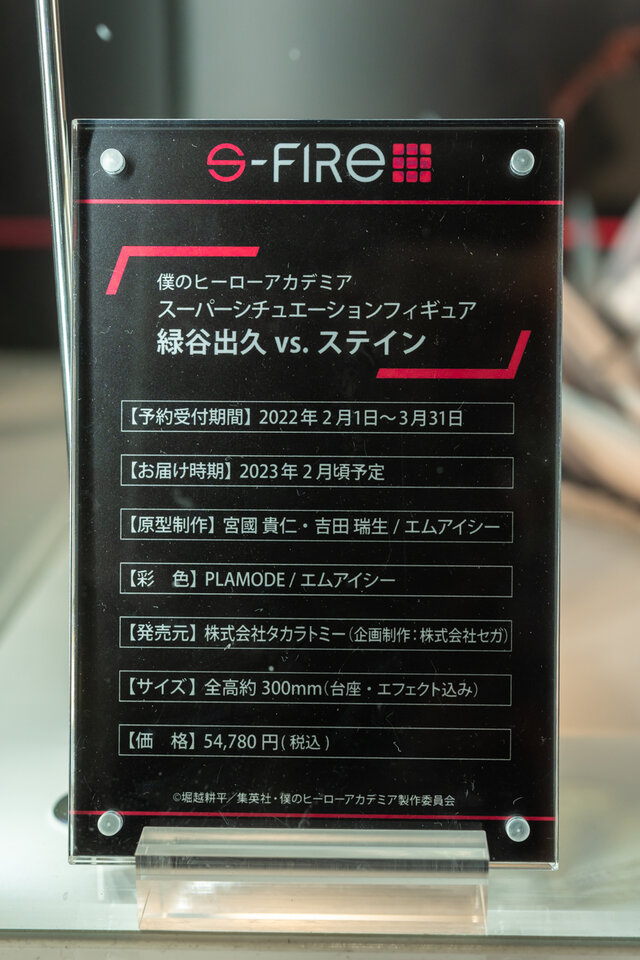 S-FIRE
僕のヒーローアカデミア
スーパーシチュエーションフィギュア
緑谷出久 vs. ステイン
【予約受付期間】 2022年 2月1日〜3月31日
【お届け時期】 2023年 2月頃予定
【原型制作】 宮國 貴仁・吉田 瑞生 / エムアイシー
【彩　色】 PLAMODE / エムアイシー
【発売元】 株式会社タカラトミー（企画制作：株式会社セガ）
【サイズ】 全高約 300mm（台座・エフェクト込み）
【価　格】 54,780 円( 税込 )
©堀越耕平／集英社・僕のヒーローアカデミア製作委員会